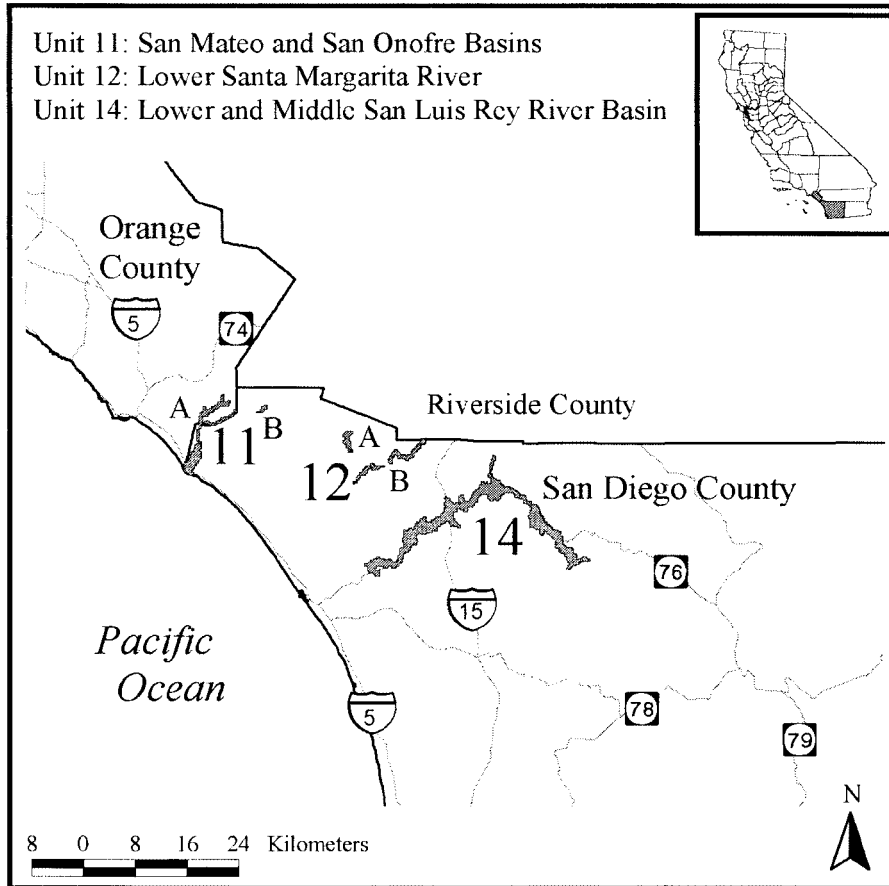 Unit 11: San Mateo and San Onofre Basins
Unit 12: Lower Santa Margarita River
Unit 14: Lower and Middle San Luis Rey River Basin
Orange
County
5
74
A
B
11
Riverside County
A
12
B
San Diego County
14
76
15
Pacific
Ocean
5
78
79
N
8 0 8 16 24 Kilometers